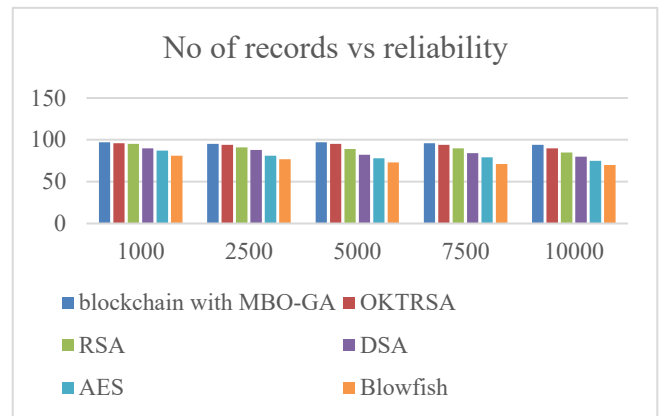 No of records vs reliability
150
100
50
0
1000 2500 5000 7500 10000
blockchain with MBO-GA OKTRSA
RSA DSA
AES Blowfish